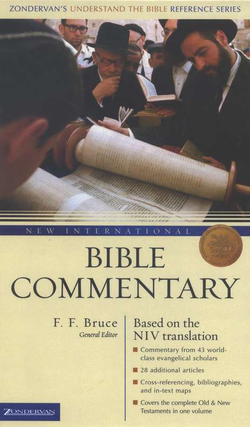 ZONDERVAN'S UNDERSTAND THE BIBLE REFERENCE SERIES
NEW INTERNATIONAL
BIBLE
COMMENTARY
F. F. Bruce
General Editor
Based on the
NIV translation
Commentary from 43 world-
class evangelical scholars
28 additional articles
Cross-referencing, bibliographies,
and in-text maps
Covers the complete Old & New
Testaments in one volume
ZONDERVAN